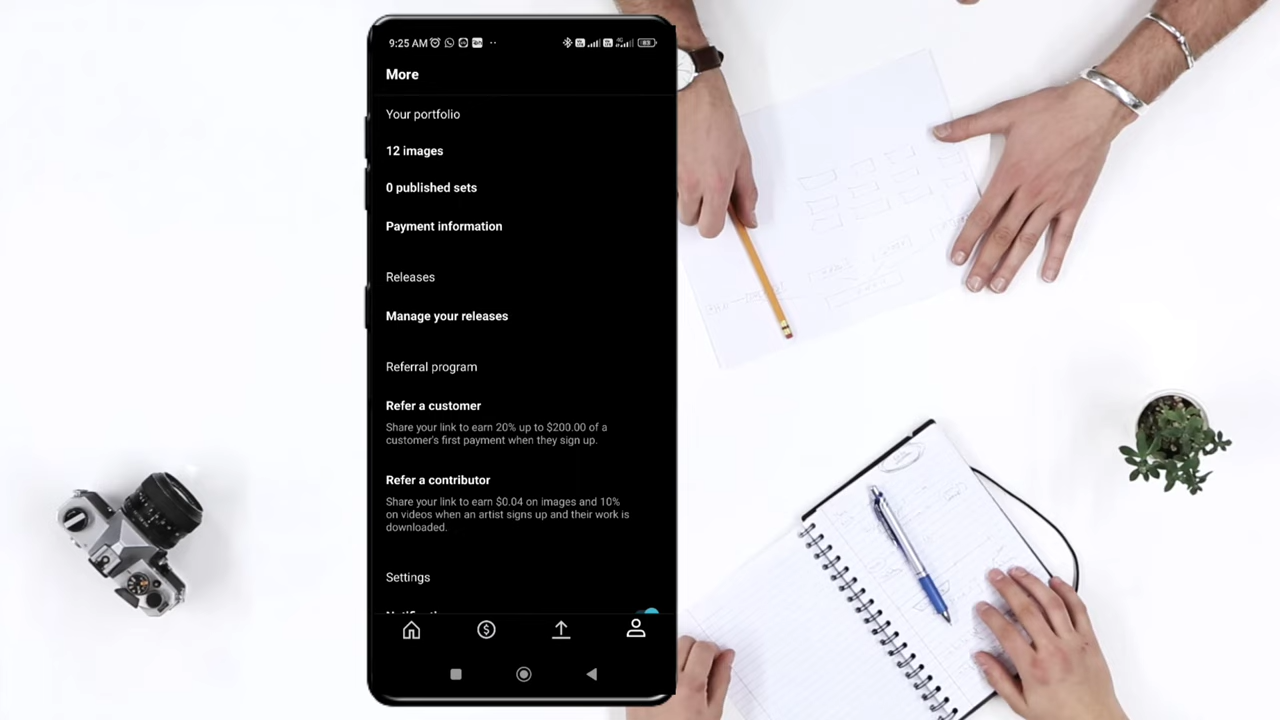 9:25 AM
More
Your portfolio
12 images
0 published sets
Payment information
Releases
Manage your releases
Referral program
Refer a customer
Share your link to earn 20% up to $200.00 of a
customer's first payment when they sign up.
Refer a contributor
Share your link to earn $0.04 on images and 10%
on videos when an artist signs up and their work is
downloaded.
Settings